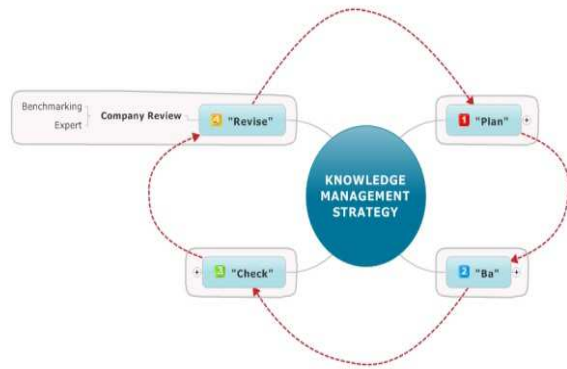 Benchmarking
Expert
Company Review
4 "Revise"
1 "Plan"
KNOWLEDGE
MANAGEMENT
STRATEGY
3 "Check"
2 "Ba"